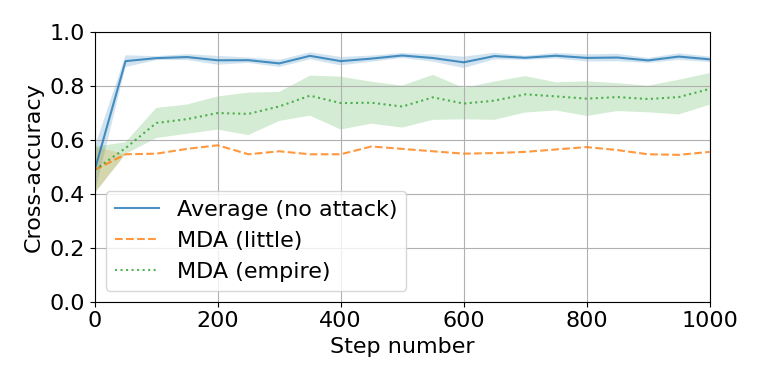 1.0
0.8
0.6
0.4
0.2
0.0
Cross-accuracy
Average (no attack)
MDA (little)
MDA (empire)
0 200 400 600 800 1000
Step number